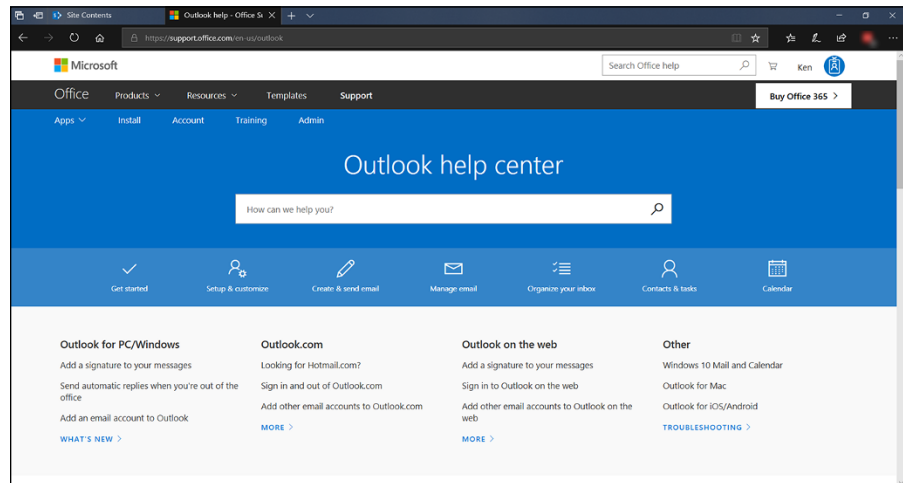 Site Contents
Outlook help - Office Su
https://support.office.com/en-us/outlook
Microsoft
Search Office help
Ken
Office
Products
Resources
Templates
Support
Buy Office 365
Apps
Install
Account
Training
Admin
Outlook help center
How can we help you?
Get started
Setup & customize
Create & send email
Manage email
Organize your inbox
Contacts & tasks
Calendar
Outlook for PC/Windows
Add a signature to your messages
Send automatic replies when you're out of the
office
Add an email account to Outlook
WHAT'S NEW >
Outlook.com
Looking for Hotmail.com?
Sign in and out of Outlook.com
Add other email accounts to Outlook.com
MORE >
Outlook on the web
Add a signature to your messages
Sign in to Outlook on the web
Add other email accounts to Outlook on the
web
MORE >
Other
Windows 10 Mail and Calendar
Outlook for Mac
Outlook for iOS/Android
TROUBLESHOOTING >